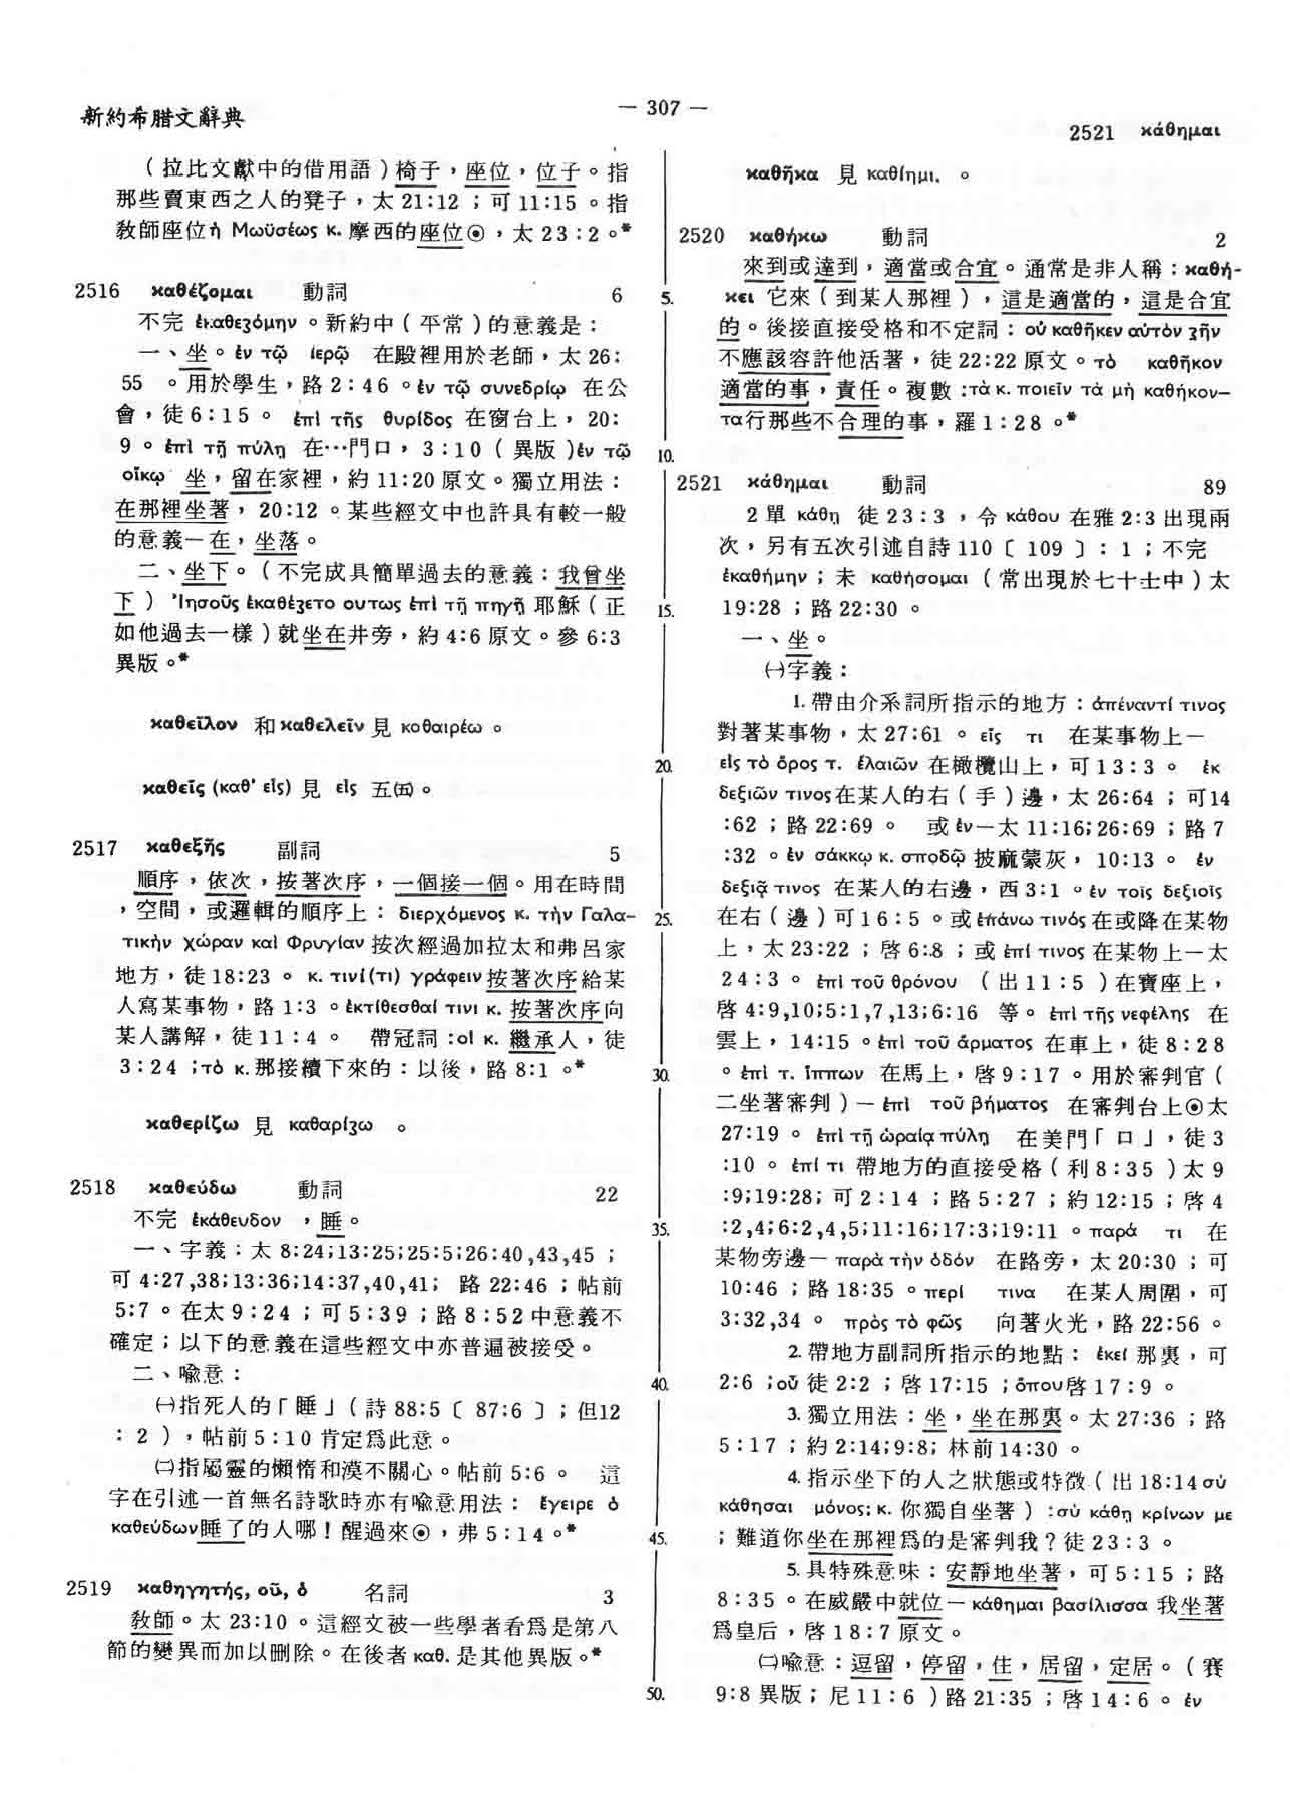 新約希腊文辭典
— 307 —
2521 κάθημαι
（拉比文獻中的借用語）椅子，座位，位子。指
那些賣東西之人的凳子，太 21:12 ；可 11:15 。指
教師座位ἡ Μωϋσέως κ. 摩西的座位⊙，太 23：2 。*
2516 καθέζομαι 動詞 6
不完 ἐκαθεζόμην 。新約中（平常）的意義是：
一、坐。ἐν τῷ ἱερῷ 在殿裡用於老師，太 26：
55 。用於學生，路 2：46 。ἐν τῷ συνεδρίῳ 在公
會，徒 6：15 。 ἐπὶ τῆς θυρίδος 在窗台上，20：
9 。ἐπὶ τῇ πύλῃ 在…門口，3：10（異版）ἐν τῷ
οἴκῳ 坐，留在家裡，約 11:20 原文。獨立用法：
在那裡坐著，20:12 。某些經文中也許具有較一般
的意義—在，坐落。
二、坐下。（不完成具簡單過去的意義：我曾坐
下）Ἰησοῦς ἐκαθέζετο ουτως ἐπὶ τῇ πηγῇ 耶穌（正
如他過去一樣）就坐在井旁，約 4:6 原文。參 6:3
異版。*
καθεῖλον 和 καθελεῖν 見 κοθαιρέω 。
καθεῖς (καθ' εἷς) 見 εἷς 五㈤。
2517 καθεξῆς 副詞 5
順序，依次，按著次序，一個接一個。用在時間
，空間，或邏輯的順序上： διερχόμενος κ. τὴν Γαλα-
τικὴν χώραν καὶ Φρυγίαν 按次經過加拉太和弗呂家
地方，徒 18:23 。 κ. τινί(τι) γράφειν 按著次序給某
人寫某事物，路 1:3 。ἐκτίθεσθαί τινι κ. 按著次序向
某人講解，徒 11：4 。 帶冠詞:οἱ κ. 繼承人，徒
3：24 ；τὸ κ. 那接續下來的：以後，路 8:1 。*
καθερίζω 見 καθαρίζω 。
2518 καθεύδω 動詞 22
不完 ἐκάθευδον ，睡。
一、字義：太 8:24;13:25;25:5;26:40,43,45 ；
可 4:27,38;13:36;14:37,40,41; 路 22:46 ；帖前
5:7 。在太 9：24 ；可 5：39 ；路 8：52 中意義不
確定；以下的意義在這些經文中亦普遍被接受。
二、喩意：
㈠指死人的「睡」（詩 88:5〔 87:6 〕；但12
：2 ），帖前 5：10 肯定爲此意。
㈡指屬靈的懶惰和漠不關心。帖前 5:6 。 這
字在引述一首無名詩歌時亦有喩意用法： ἔγειρε ὁ
καθεύδων睡了的人哪！醒過來⊙，弗 5：14 。*
2519 καθηγητής, οῦ, ὁ 名詞 3
教師。太 23:10 。這經文被一些學者看爲是第八
節的變異而加以刪除。在後者 καθ. 是其他異版。*
5.
10.
15.
20.
25.
30.
35.
40.
45.
50.
καθῆκα 見 καθίημι. 。
2520 καθήκω 動詞 2
來到或達到，適當或合宜。通常是非人稱：καθή-
κει 它來（到某人那裡），這是適當的，這是合宜
的。後接直接受格和不定詞：οὐ καθῆκεν αὐτὸν ζῆν
不應該容許他活著，徒 22:22 原文。τὸ καθῆκον
適當的事，責任。複數:τὰ κ. ποιεῖν τὰ μὴ καθήκον–
τα行那些不合理的事，羅 1：28 。*
2521 κάθημαι 動詞 89
2 單 κάθῃ 徒 23：3 ，令 κάθου 在雅 2:3 出現兩
次，另有五次引述自詩 110〔 109 〕：1 ；不完
ἐκαθήμην；未 καθήσομαι（常出現於七十士中）太
19:28 ；路 22:30 。
一、坐。
㈠字義：
1. 帶由介系詞所指示的地方：ἀπέναντί τινος
對著某事物，太 27:61 。εἴς τι 在某事物上—
εἰς τὸ ὄρος τ. ἐλαιῶν 在橄欖山上，可 13：3 。 ἐκ
δεξιῶν τινος在某人的右（手）邊，太 26:64 ；可14
:62 ；路 22:69 。 或 ἐν—太 11:16;26:69 ；路 7
:32 。ἐν σάκκῳ κ. σποδῷ 披麻蒙灰，10:13 。 ἐν
δεξιᾷ τινος 在某人的右邊，西 3:1 。ἐν τοῖς δεξιοῖς
在右（邊）可 16：5 。或 ἐπάνω τινός 在或降在某物
上，太 23:22 ；啓 6:8 ；或 ἐπί τινος 在某物上—太
24：3 。 ἐπὶ τοῦ θρόνου （出 11：5 ）在寶座上，
啓 4:9,10;5:1,7,13;6:16 等。ἐπὶ τῆς νεφέλης 在
雲上，14:15 。ἐπὶ τοῦ ἅρματος 在車上，徒 8：28
。ἐπὶ τ. ἵππων 在馬上，啓 9：17 。用於審判官（
二坐著審判）— ἐπὶ τοῦ βήματος 在審判台上⊙太
27:19 。 ἐπὶ τῇ ὡραίᾳ πύλῃ 在美門「口」，徒 3
:10 。 ἐπί τι 帶地方的直接受格（利 8：35 ）太 9
:9;19:28; 可 2：14 ；路 5：27 ；約 12:15 ；啓 4
:2,4;6:2,4,5;11:16;17:3;19:11 。παρά τι 在
某物旁邊— παρὰ τὴν ὁδόν 在路旁，太 20:30 ；可
10:46 ；路 18:35 。περί τινα 在某人周圍，可
3:32,34 。 πρὸς τὸ φῶς 向著火光，路 22:56 。
2. 帶地方副詞所指示的地點： ἐκεῖ 那裏，可
2:6 ；οὗ 徒 2:2 ；啓 17:15 ；ὅπου啓 17：9 。
3. 獨立用法：坐，坐在那裏。太 27:36 ；路
5：17 ；約 2:14;9:8; 林前 14:30 。
4. 指示坐下的人之狀態或特徵（出 18:14 σὺ
κάθησαι μόνος; κ. 你獨自坐著）:σὺ κάθῃ κρίνων με
；難道你坐在那裡爲的是審判我？徒 23：3 。
5. 具特殊意味：安靜地坐著，可 5：15 ；路
8：35 。在威嚴中就位— κάθημαι βασίλισσα 我坐著
爲皇后，啓 18：7 原文。
㈡喩意：逗留，停留，住，居留，定居。（賽
9:8 異版；尼 11：6 ）路 21:35 ；啓 14：6 。ἐν